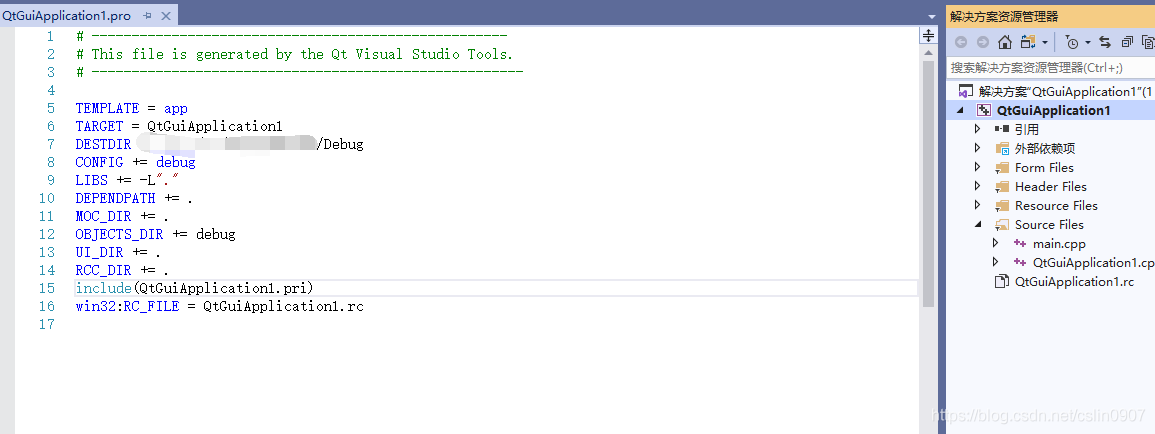 QtGuiApplication1.pro
1 # ----------------------------------------------------
2 # This file is generated by the Qt Visual Studio Tools.
3 # ------------------------------------------------------
4
5 TEMPLATE = app
6 TARGET = QtGuiApplication1
7 DESTDIR /Debug
8 CONFIG += debug
9 LIBS += -L"."
10 DEPENDPATH += .
11 MOC_DIR += .
12 OBJECTS_DIR += debug
13 UI_DIR += .
14 RCC_DIR += .
15 include(QtGuiApplication1.pri)
16 win32:RC_FILE = QtGuiApplication1.rc
17
解决方案资源管理器
搜索解决方案资源管理器(Ctrl+;)
解决方案"QtGuiApplication1"(1
QtGuiApplication1
引用
外部依赖项
Form Files
Header Files
Resource Files
Source Files
main.cpp
QtGuiApplication1.cp
QtGuiApplication1.rc
https://blog.csdn.net/cslin0907